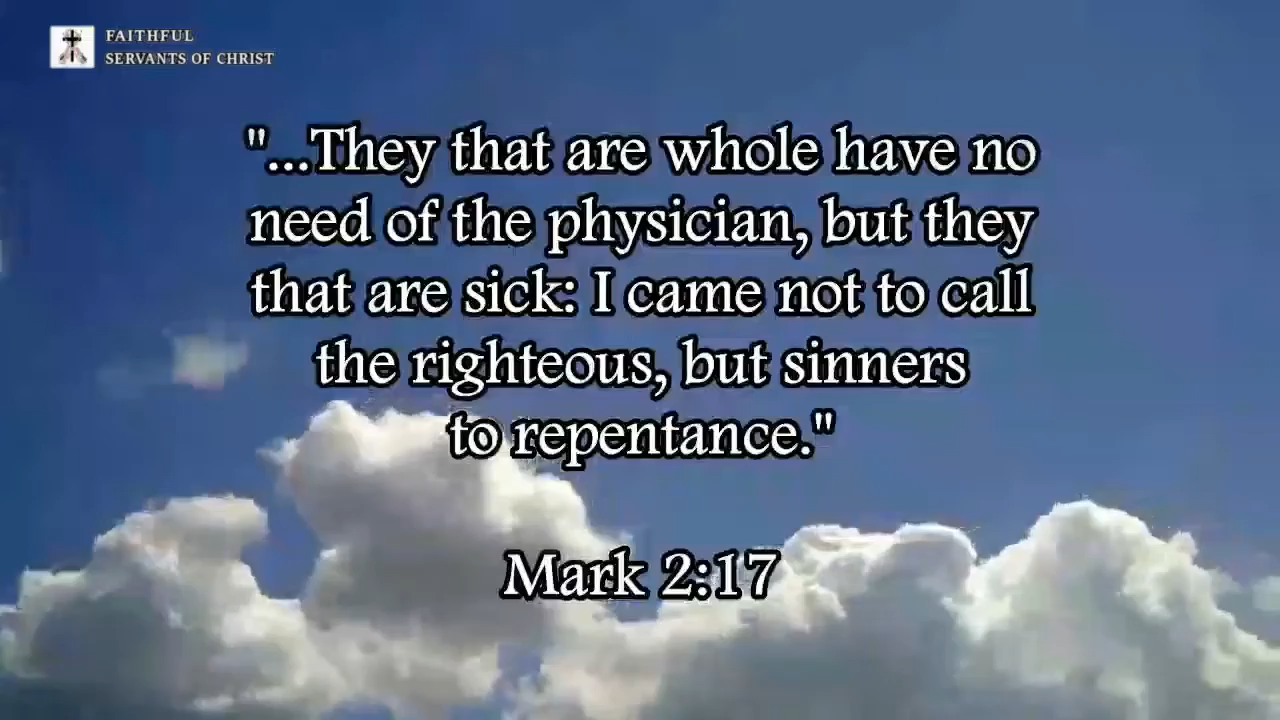 FAITHFUL
SERVANTS OF CHRIST
"...They that are whole have no
need of the physician, but they
that are sick: I came not to call
the righteous, but sinners
to repentance."
Mark 2:17